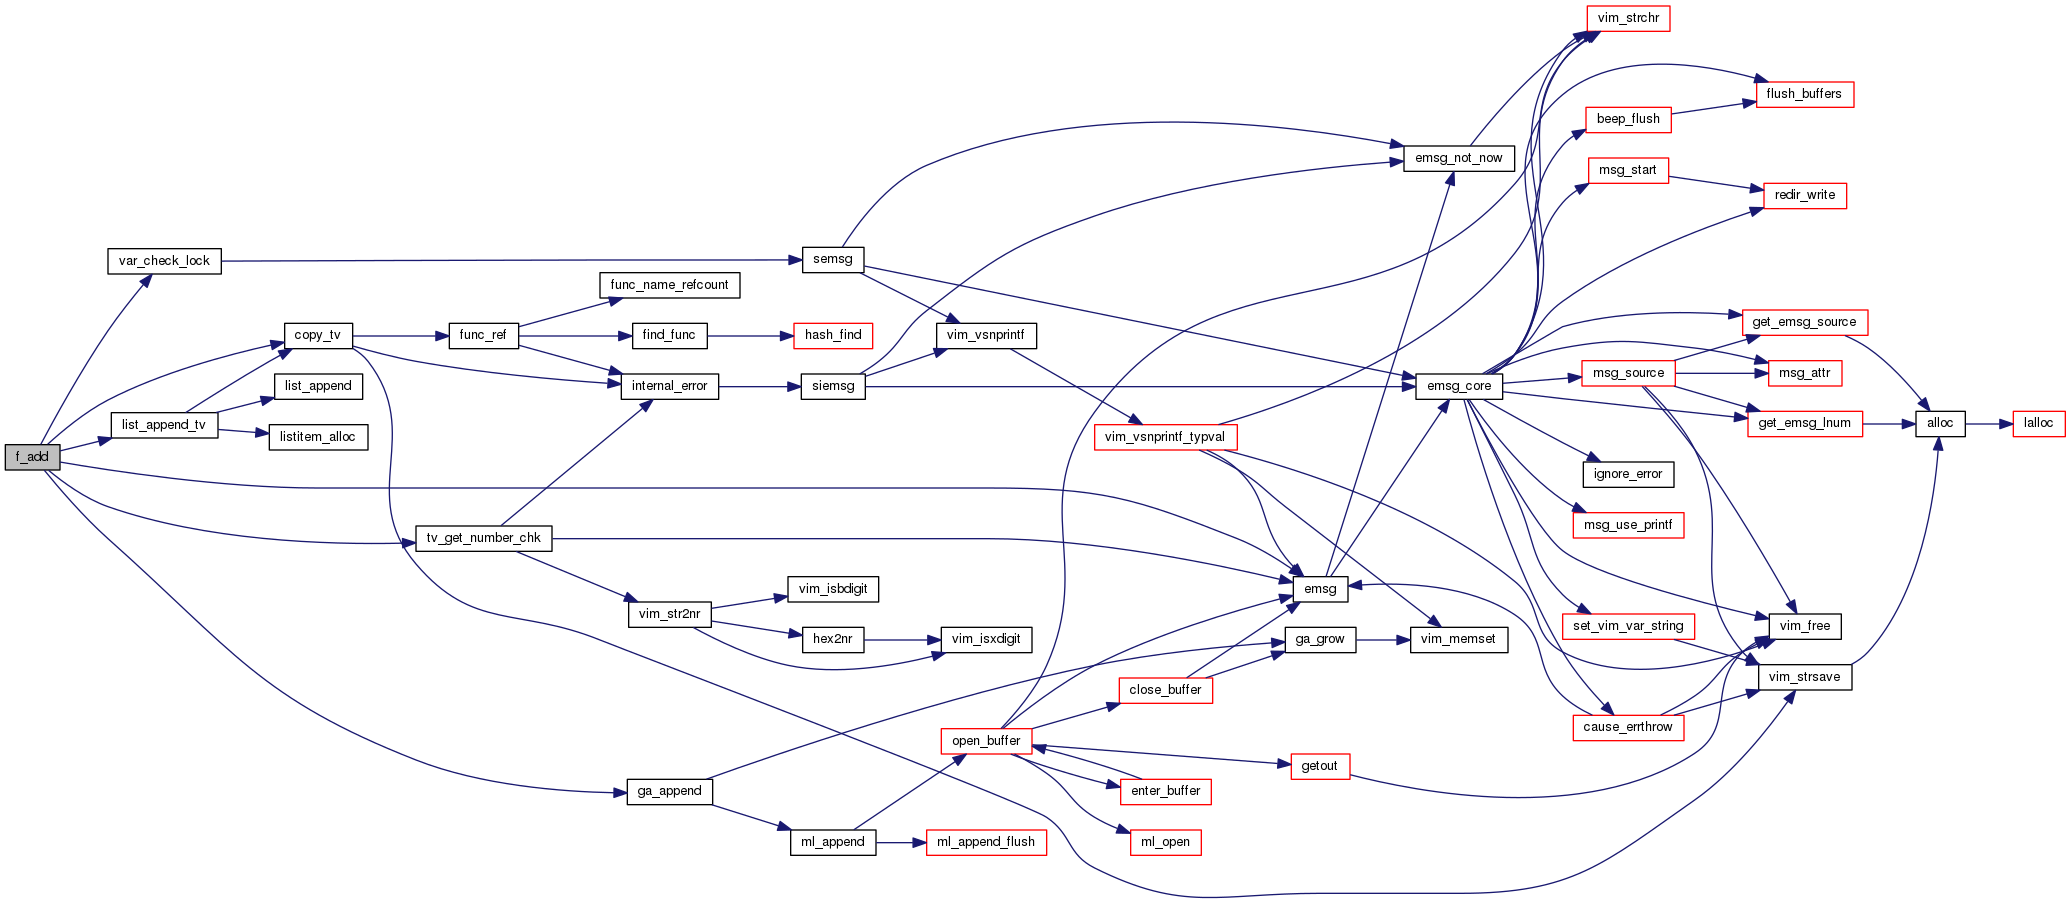 f_add
var_check_lock
copy_tv
list_append
list_append_tv
listitem_alloc
tv_get_number_chk
func_ref
func_name_refcount
find_func
internal_error
vim_str2nr
ga_append
semsg
hash_find
siemsg
vim_isbdigit
hex2nr
ml_append
vim_vsnprintf
vim_isxdigit
open_buffer
ml_append_flush
vim_vsnprintf_typval
close_buffer
enter_buffer
ml_open
emsg
ga_grow
getout
emsg_not_now
emsg_core
vim_memset
vim_strchr
beep_flush
msg_start
msg_source
ignore_error
msg_use_printf
set_vim_var_string
cause_errthrow
flush_buffers
redir_write
get_emsg_source
msg_attr
get_emsg_lnum
vim_free
vim_strsave
alloc
lalloc